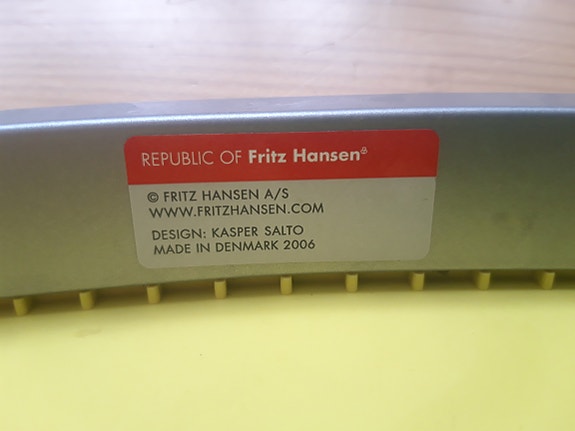 REPUBLIC OF Fritz Hansen®
© FRITZ HANSEN A/S
WWW.FRITZHANSEN.COM
DESIGN: KASPER SALTO
MADE IN DENMARK 2006